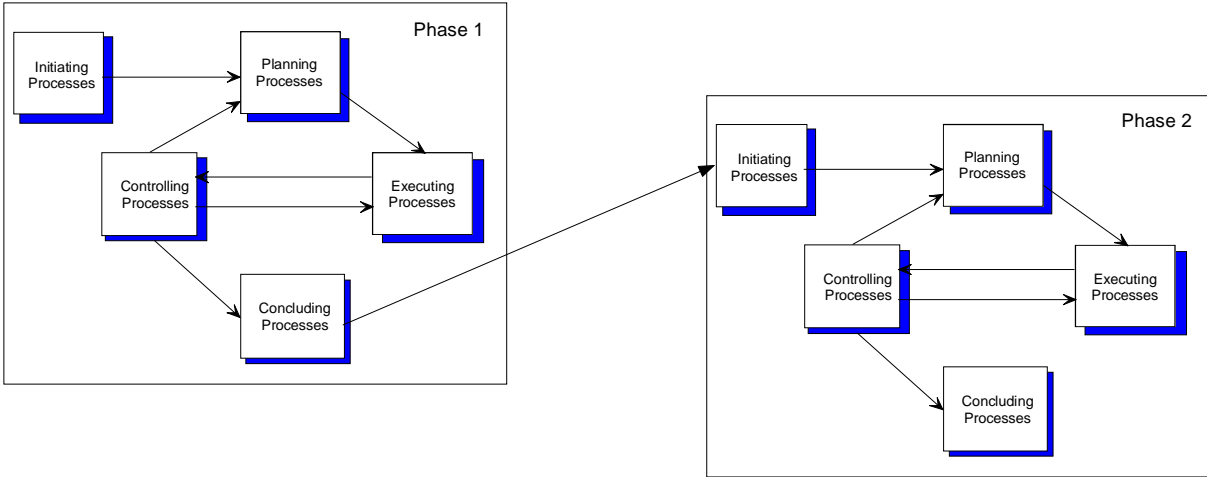 Phase 1
Initiating
Processes
Planning
Processes
Controlling
Processes
Executing
Processes
Concluding
Processes
Phase 2
Initiating
Processes
Planning
Processes
Controlling
Processes
Executing
Processes
Concluding
Processes